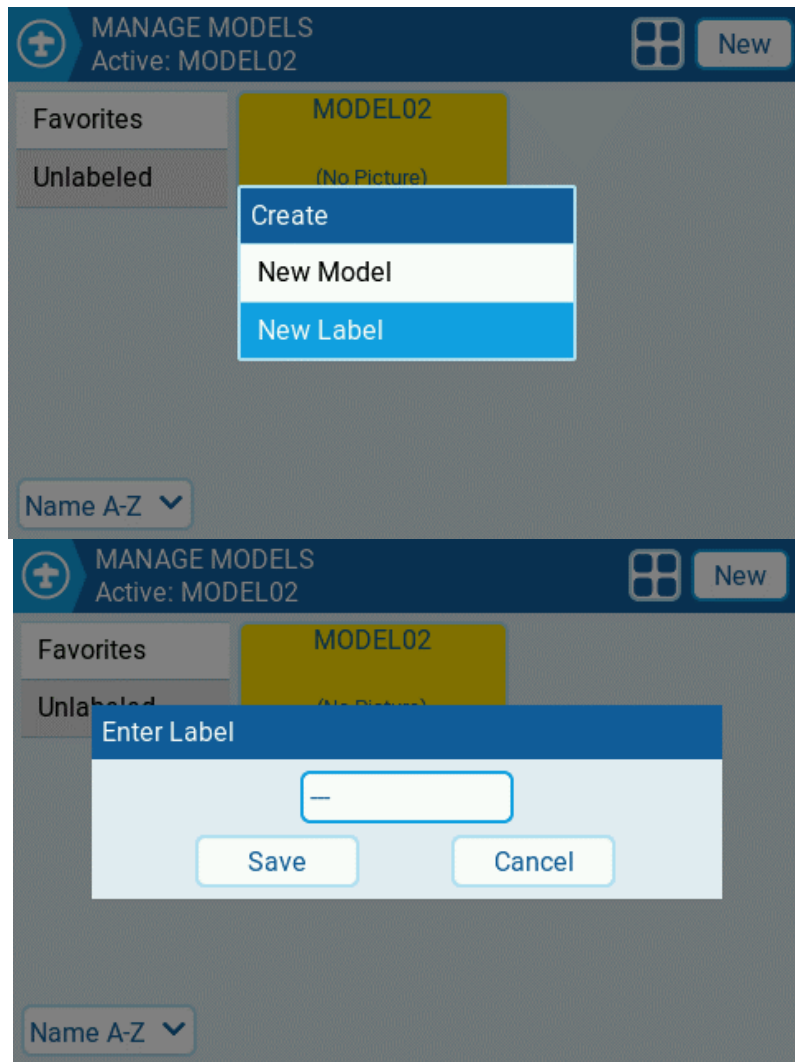 MANAGE MODELS
Active: MODEL02
New
Favorites
Unlabeled
MODEL02
(No Picture)
Create
New Model
New Label
Name A-Z
MANAGE MODELS
Active: MODEL02
New
Favorites
MODEL02
Enter Label
---
Save
Cancel
Name A-Z